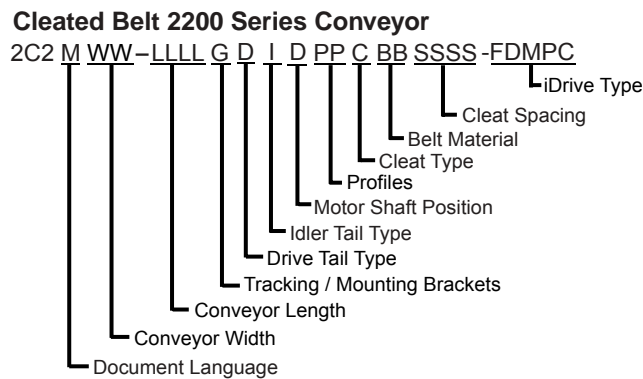 Cleated Belt 2200 Series Conveyor
2C2 M WW–LLLL G D I D PP C BB SSSS -FDMPC
iDrive Type
Cleat Spacing
Belt Material
Cleat Type
Profiles
Motor Shaft Position
Idler Tail Type
Drive Tail Type
Tracking / Mounting Brackets
Conveyor Length
Conveyor Width
Document Language